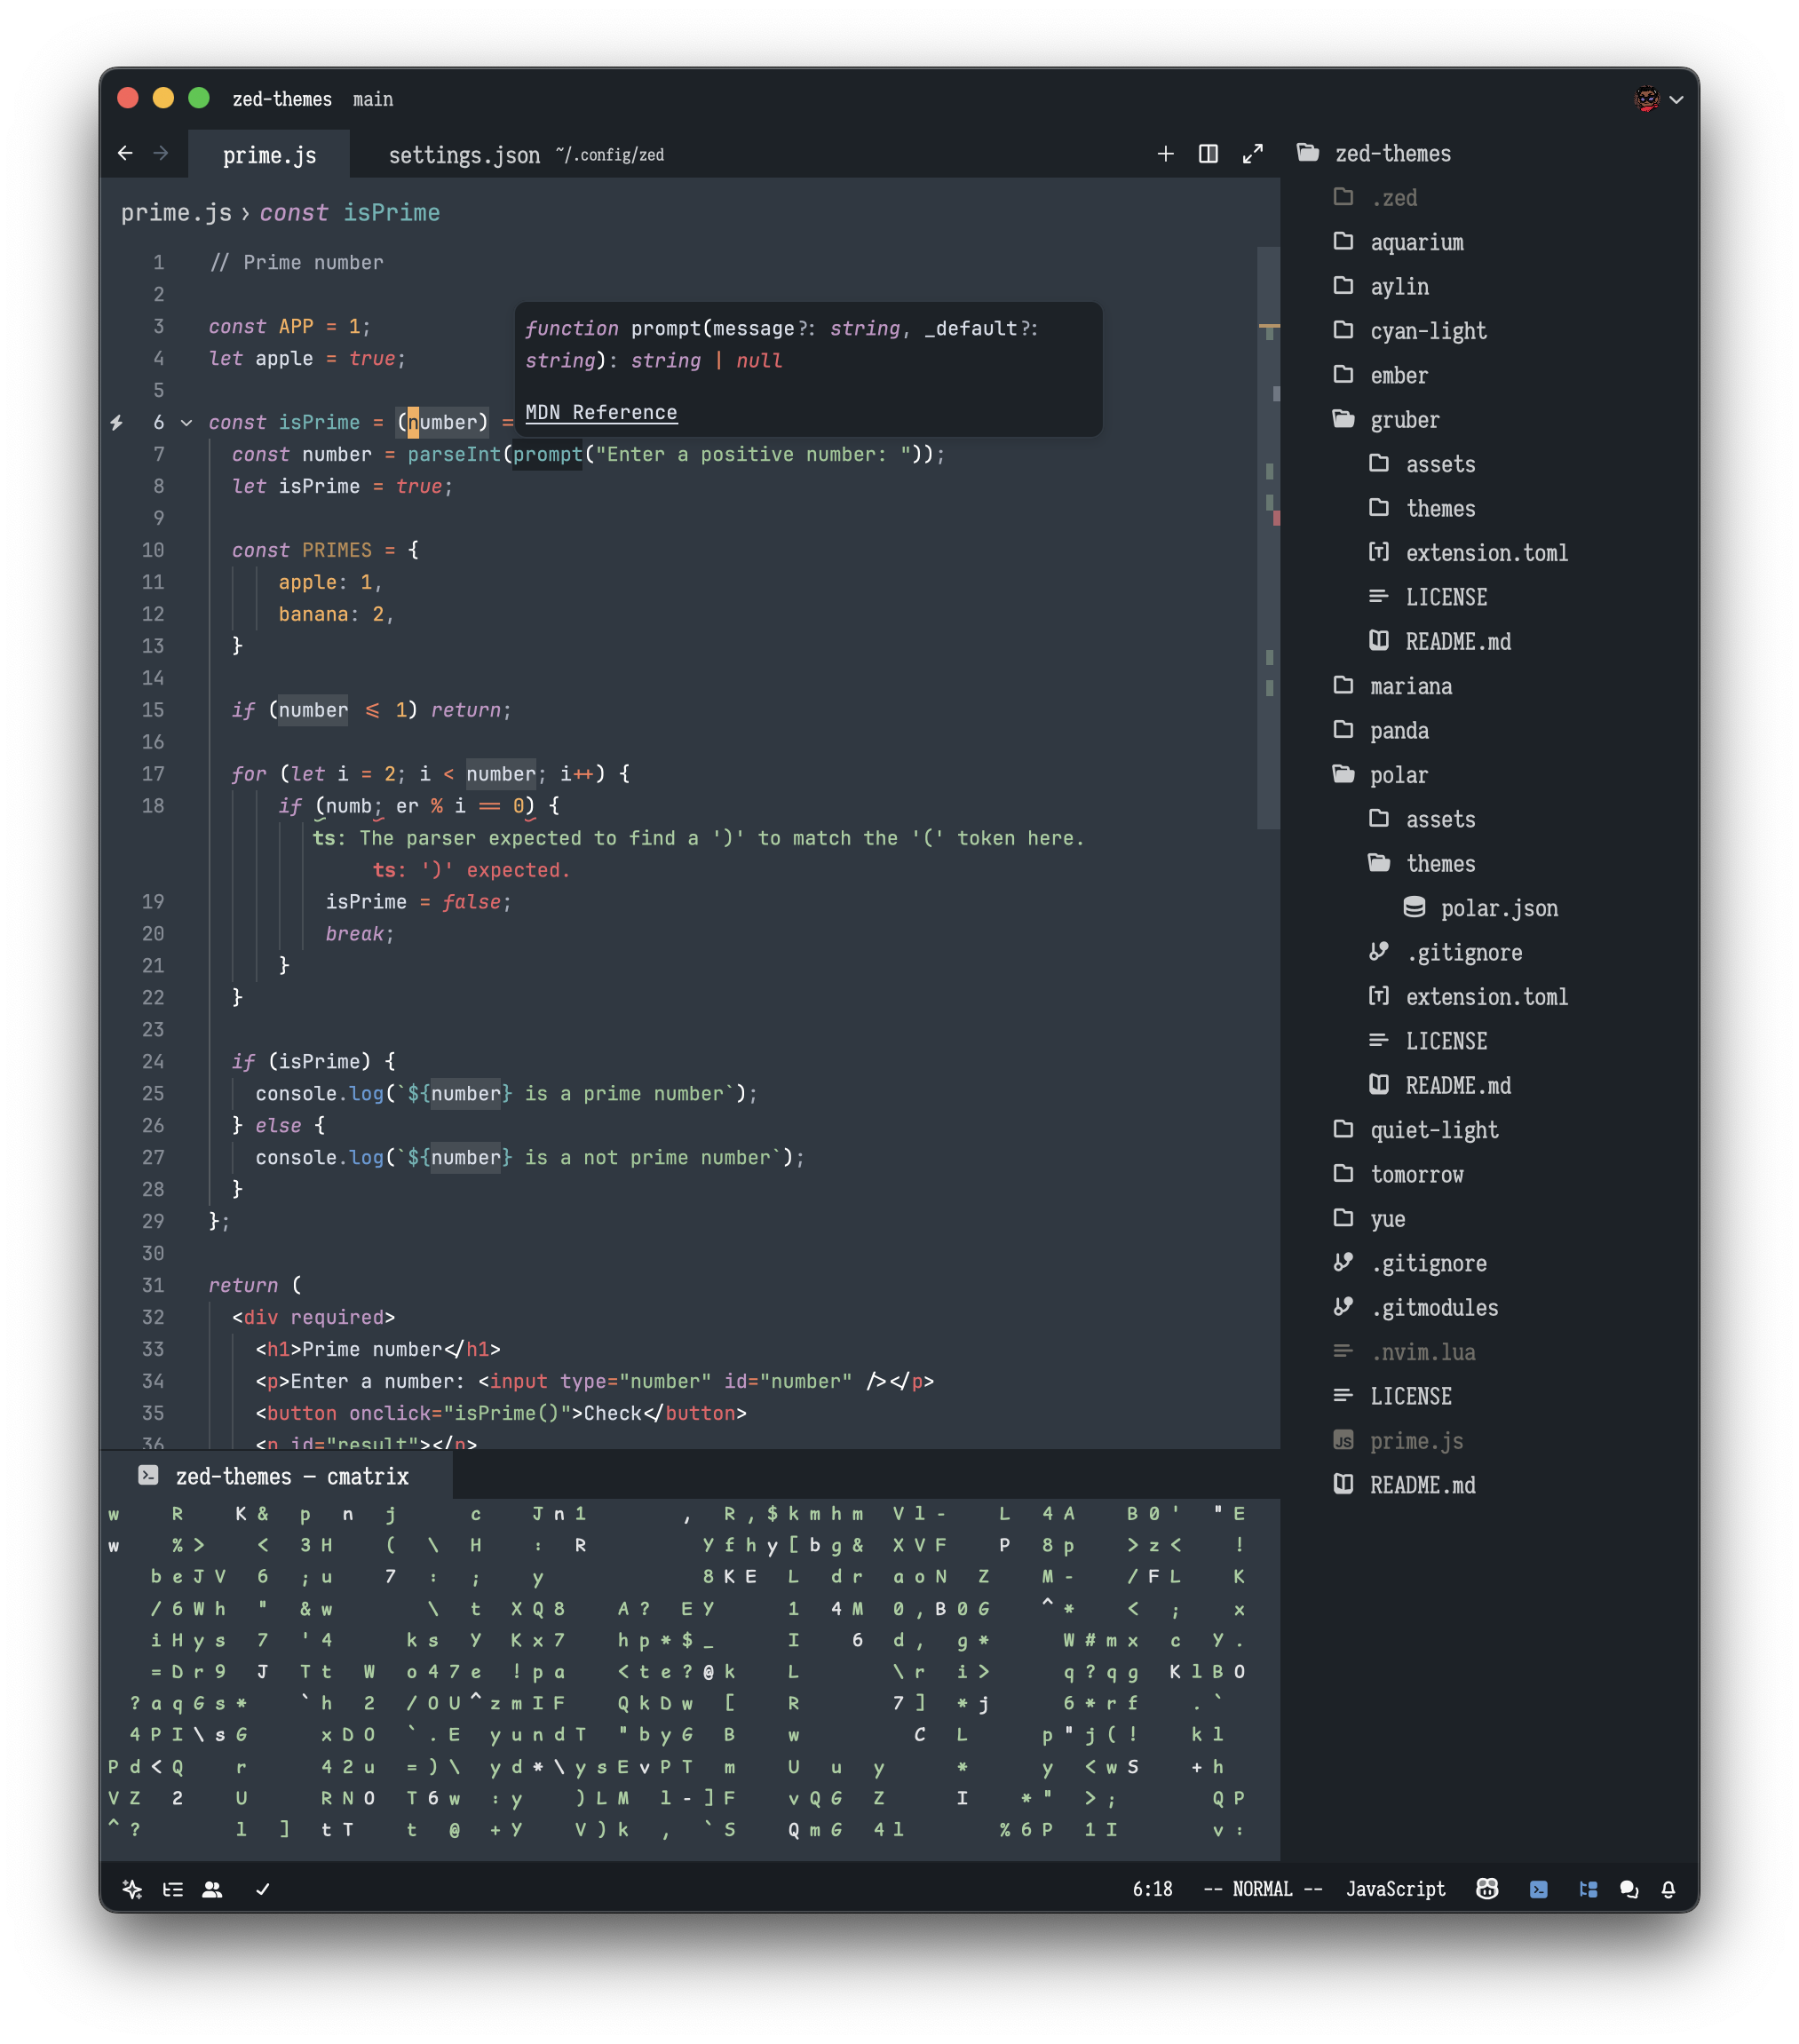 zed-themes main
prime.js settings.json ~/.config/zed
prime.js › const isPrime
1 // Prime number
2
3 const APP = 1;
4 let apple = true;
5
6 const isPrime = (number) =
7 const number = parseInt(prompt("Enter a positive number: "));
8 let isPrime = true;
9
10 const PRIMES = {
11 apple: 1,
12 banana: 2,
13 }
14
15 if (number <= 1) return;
16
17 for (let i = 2; i < number; i++) {
18 if (numb; er % i == 0) {
ts: The parser expected to find a ')' to match the '(' token here.
ts: ')' expected.
19 isPrime = false;
20 break;
21 }
22 }
23
24 if (isPrime) {
25 console.log(`${number} is a prime number`);
26 } else {
27 console.log(`${number} is a not prime number`);
28 }
29 };
30
31 return (
32 <div required>
33 <h1>Prime number</h1>
34 <p>Enter a number: <input type="number" id="number" /></p>
35 <button onclick="isPrime()">Check</button>
36 <p id="result"></p>
function prompt(message?: string, _default?:
string): string | null
MDN Reference
zed-themes — cmatrix
w R K & p n j c J n 1 , R , $ k m h m V l - L 4 A B 0 ' " E
w % > < 3 H ( \ H : R Y f h y [ b g & X V F P 8 p > z < !
b e J V 6 ; u 7 : ; y 8 K E L d r a o N Z M - / F L K
/ 6 W h " & w \ t X Q 8 A ? E Y 1 4 M 0 , B 0 G ^ * < ; x
i H y s 7 ' 4 k s Y K x 7 h p * $ _ I 6 d , g * W # m x c Y .
= D r 9 J T t W o 4 7 e ! p a < t e ? @ k L \ r i > q ? q g K l B O
? a q G s * ` h 2 / O U ^ z m I F Q k D w [ R 7 ] * j 6 * r f . `
4 P I \ s G x D O ` . E y u n d T " b y G B w C L p " j ( ! k l
P d < Q r 4 2 u = ) \ y d * \ y s E v P T m U u y * y < w S + h
V Z 2 U R N O T 6 w : y ) L M l - ] F v Q G Z I * " > ; Q P
^ ? l ] t T t @ + Y V ) k , ` S Q m G 4 l % 6 P 1 I v :
zed-themes
.zed
aquarium
aylin
cyan-light
ember
gruber
assets
themes
extension.toml
LICENSE
README.md
mariana
panda
polar
assets
themes
polar.json
.gitignore
extension.toml
LICENSE
README.md
quiet-light
tomorrow
yue
.gitignore
.gitmodules
.nvim.lua
LICENSE
JS prime.js
README.md
6:18 -- NORMAL -- JavaScript